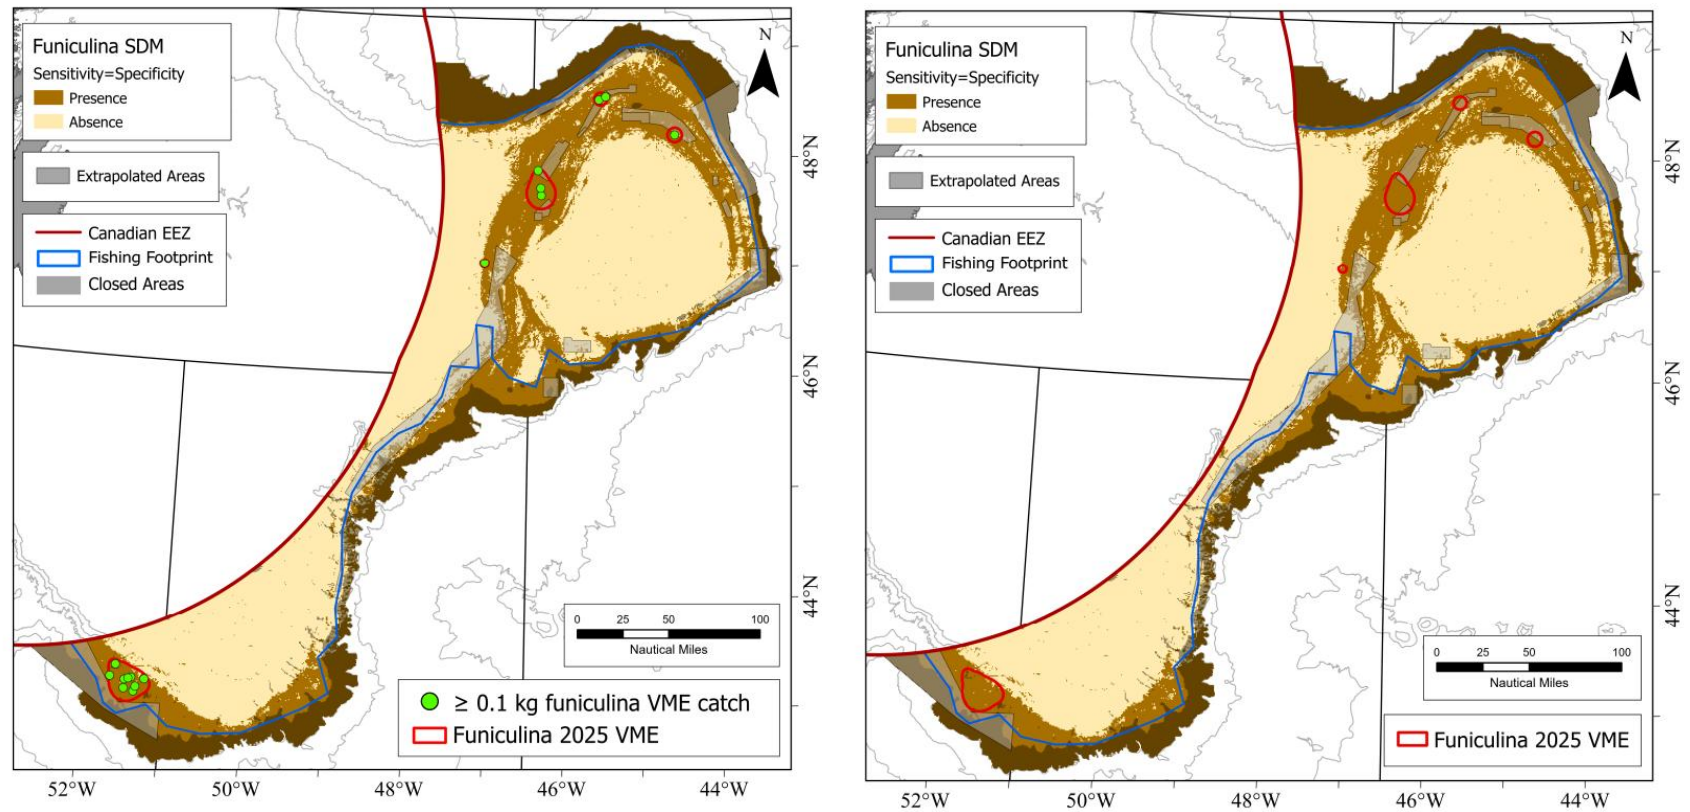 Funiculina SDM
Sensitivity=Specificity
Presence
Absence
Extrapolated Areas
Canadian EEZ
Fishing Footprint
Closed Areas
N
48°N
46°N
44°N
0 25 50 100
Nautical Miles
≥ 0.1 kg funiculina VME catch
Funiculina 2025 VME
52°W 50°W 48°W 46°W 44°W
Funiculina SDM
Sensitivity=Specificity
Presence
Absence
Extrapolated Areas
Canadian EEZ
Fishing Footprint
Closed Areas
N
48°N
46°N
44°N
0 25 50 100
Nautical Miles
Funiculina 2025 VME
52°W 50°W 48°W 46°W 44°W